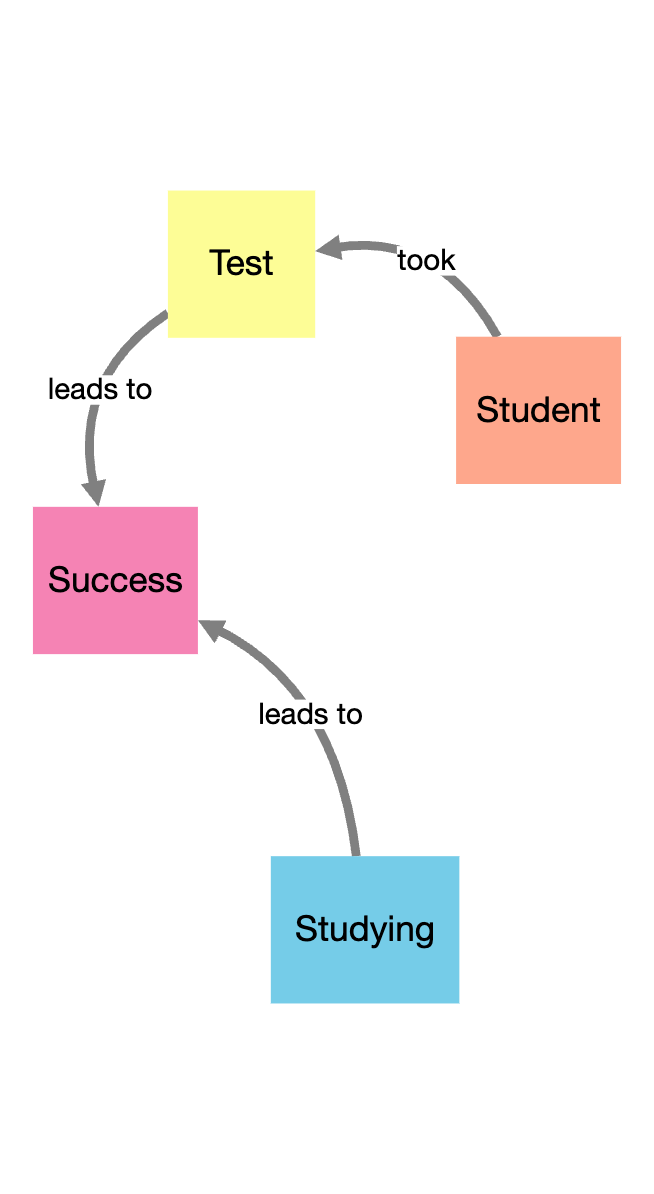 Test
took
Student
leads to
Success
leads to
Studying